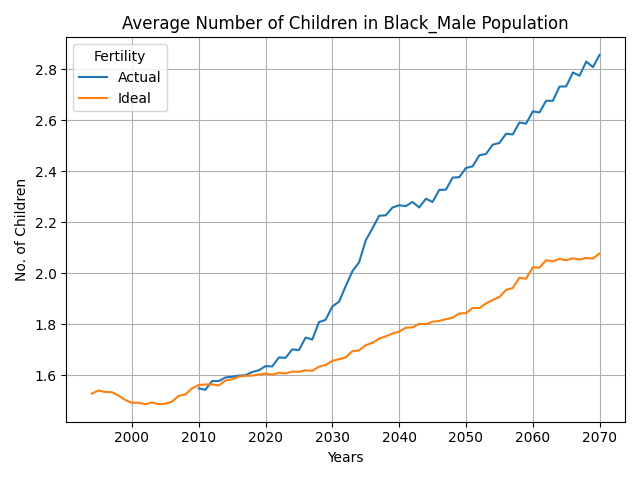 Average Number of Children in Black_Male Population
Fertility
Actual
Ideal
No. of Children
2.8
2.6
2.4
2.2
2.0
1.8
1.6
2000 2010 2020 2030 2040 2050 2060 2070
Years